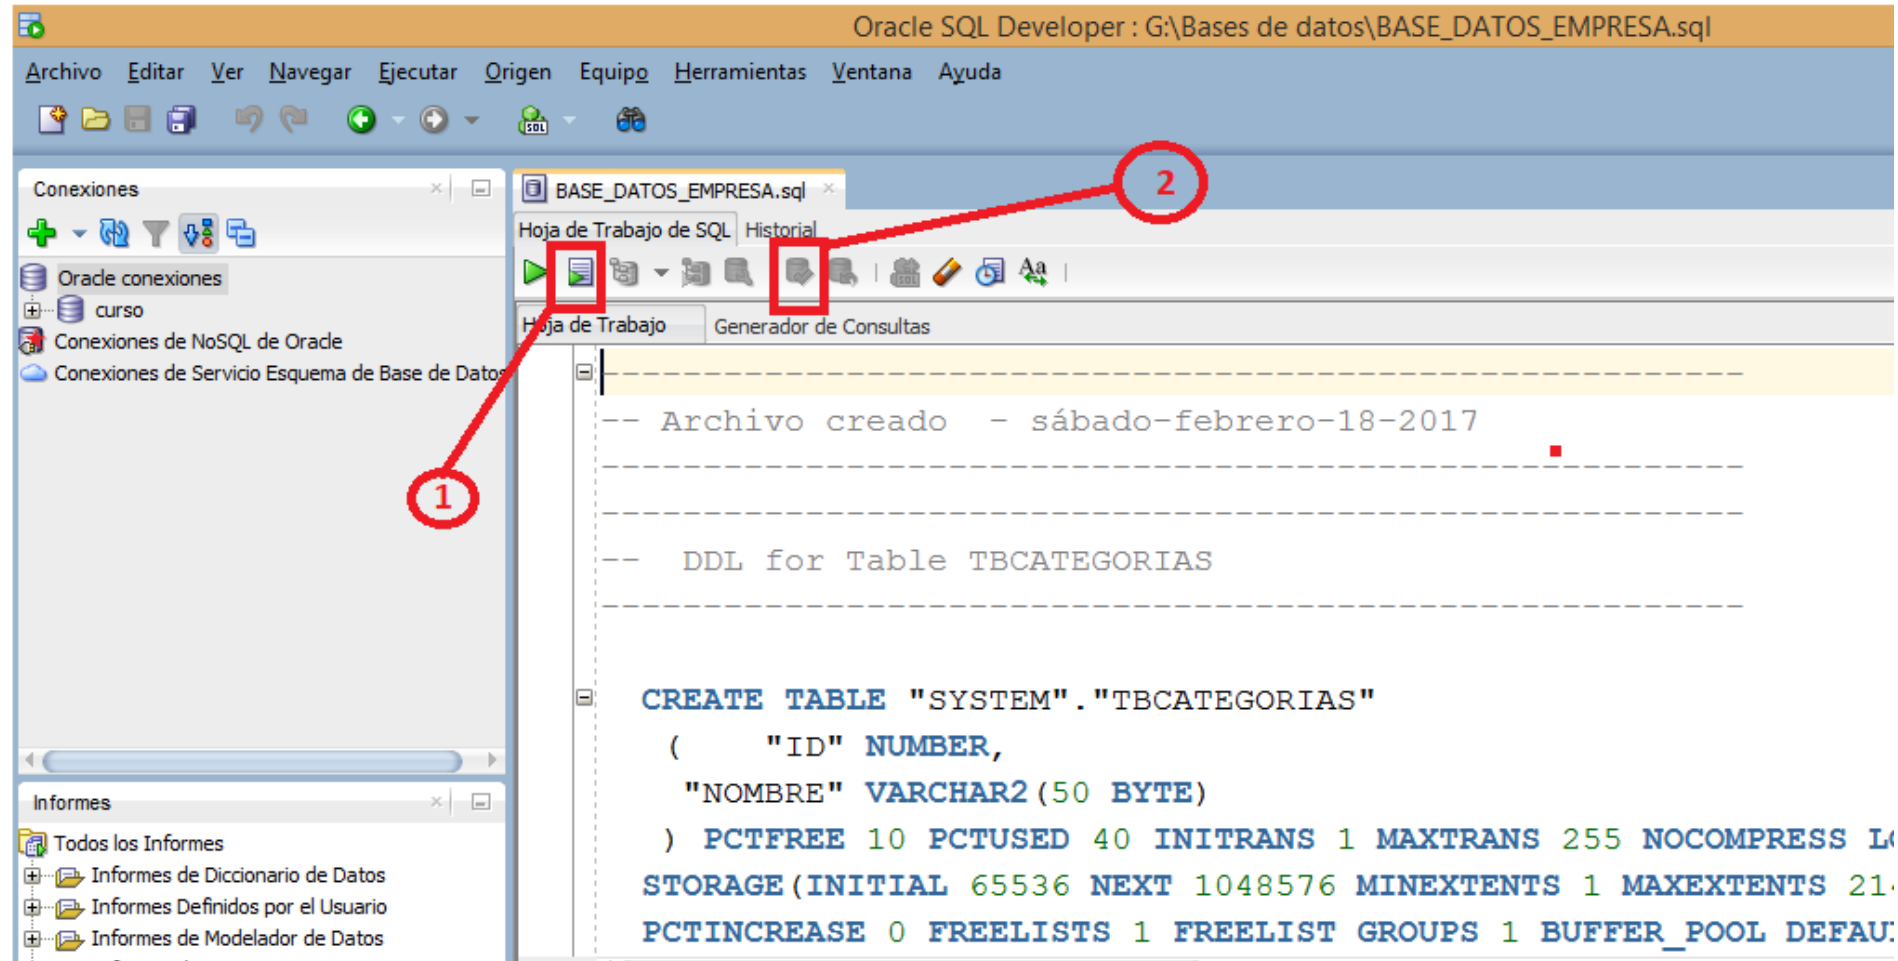 Oracle SQL Developer : G:\Bases de datos\BASE_DATOS_EMPRESA.sql
Archivo Editar Ver Navegar Ejecutar Origen Equipo Herramientas Ventana Ayuda
SQL
Conexiones
BASE_DATOS_EMPRESA.sql
2
Hoja de Trabajo de SQL Historial
Aa
Oracle conexiones
curso
Conexiones de NoSQL de Oracle
Conexiones de Servicio Esquema de Base de Datos
1
Hoja de Trabajo Generador de Consultas
--------------------------------------------------------
-- Archivo creado - sábado-febrero-18-2017
--------------------------------------------------------
--------------------------------------------------------
-- DDL for Table TBCATEGORIAS
--------------------------------------------------------
CREATE TABLE "SYSTEM"."TBCATEGORIAS"
( "ID" NUMBER,
"NOMBRE" VARCHAR2(50 BYTE)
) PCTFREE 10 PCTUSED 40 INITRANS 1 MAXTRANS 255 NOCOMPRESS
STORAGE(INITIAL 65536 NEXT 1048576 MINEXTENTS 1 MAXEXTENTS
PCTINCREASE 0 FREELISTS 1 FREELIST GROUPS 1 BUFFER_POOL
Informes
Todos los Informes
Informes de Diccionario de Datos
Informes Definidos por el Usuario
Informes de Modelador de Datos